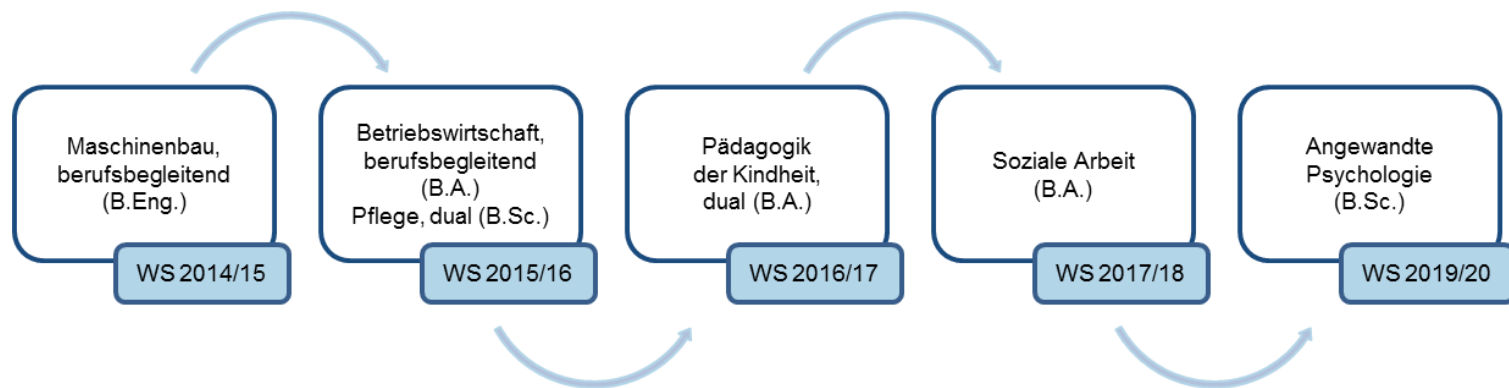 Maschinenbau,
berufsbegleitend
(B.Eng.)
WS 2014/15
Betriebswirtschaft,
berufsbegleitend
(B.A.)
Pflege, dual (B.Sc.)
WS 2015/16
Pädagogik
der Kindheit,
dual (B.A.)
WS 2016/17
Soziale Arbeit
(B.A.)
WS 2017/18
Angewandte
Psychologie
(B.Sc.)
WS 2019/20